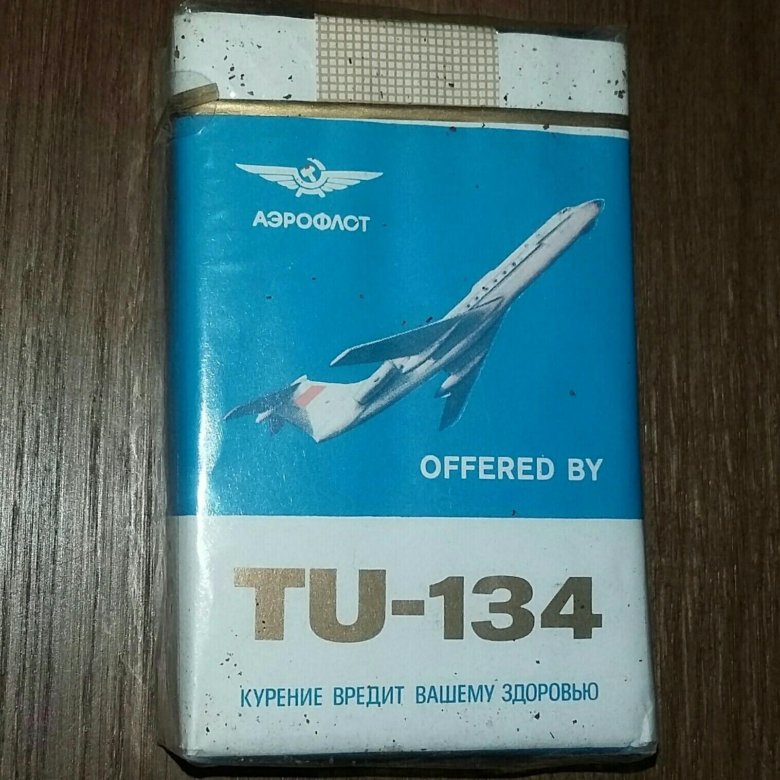 АЭРОФЛОТ
OFFERED BY
TU-134
КУРЕНИЕ ВРЕДИТ ВАШЕМУ ЗДОРОВЬЮ